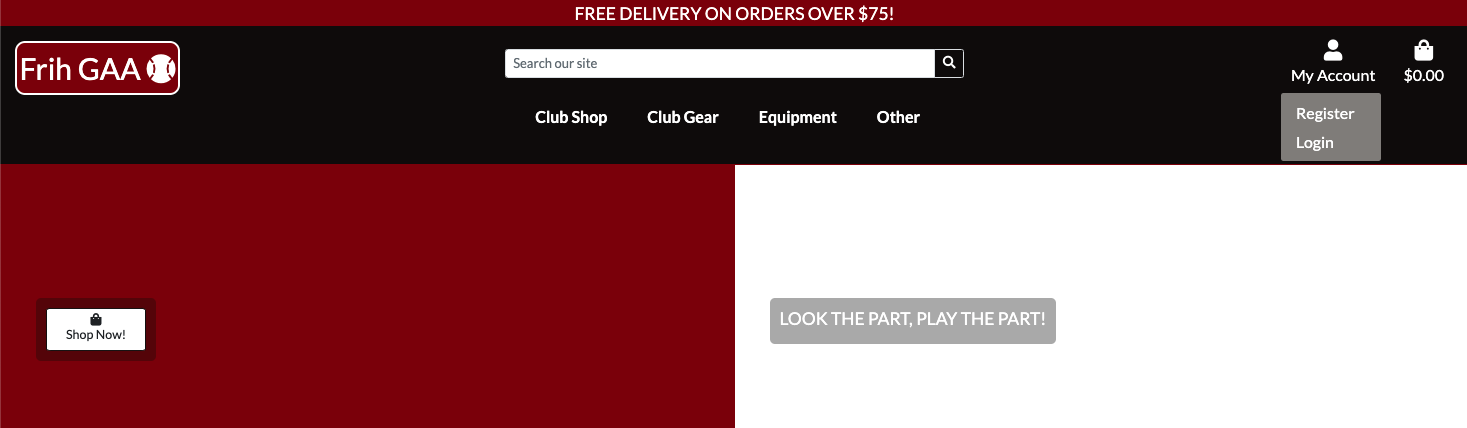 FREE DELIVERY ON ORDERS OVER $75!
Frih GAA
Search our site
My Account
$0.00
Club Shop
Club Gear
Equipment
Other
Register
Login
Shop Now!
LOOK THE PART, PLAY THE PART!